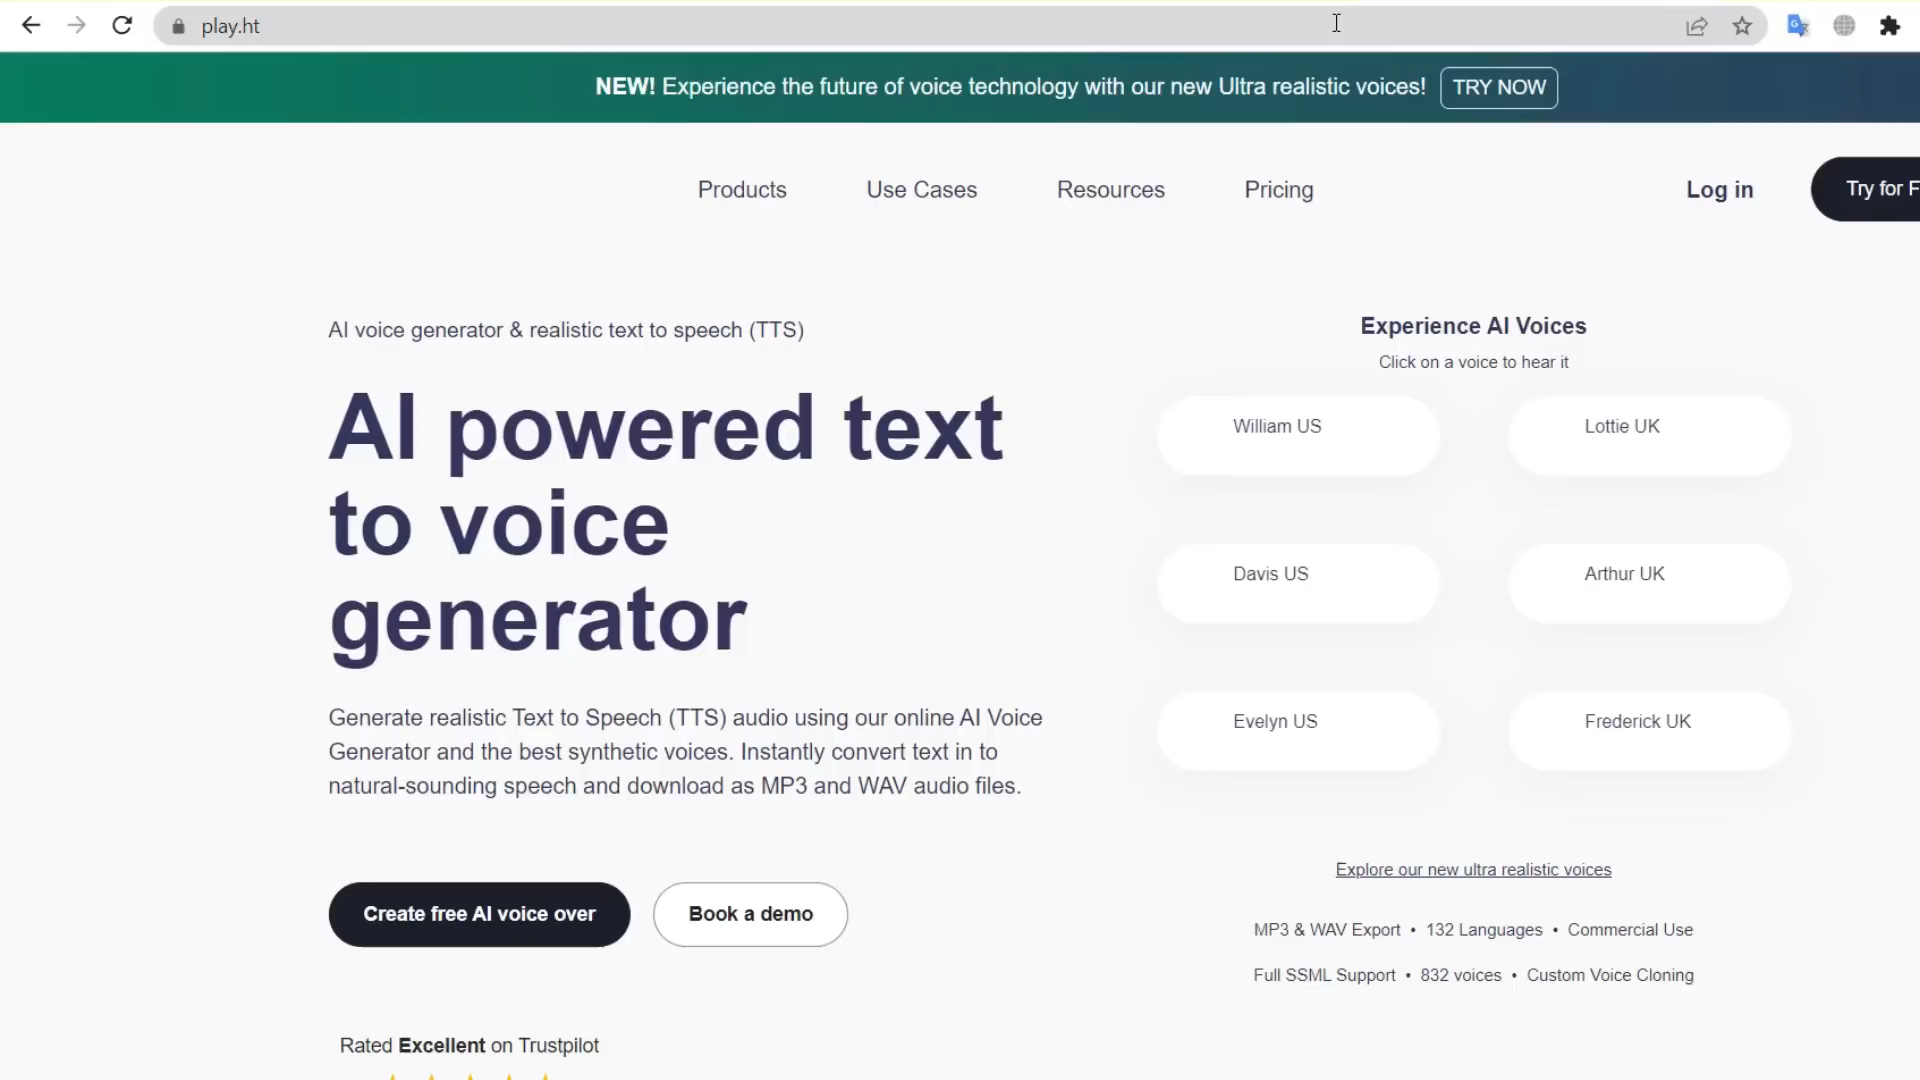 play.ht
NEW! Experience the future of voice technology with our new Ultra realistic voices! TRY NOW
Products Use Cases Resources Pricing Log in Try for F
AI voice generator & realistic text to speech (TTS)
AI powered text
to voice
generator
Generate realistic Text to Speech (TTS) audio using our online AI Voice
Generator and the best synthetic voices. Instantly convert text in to
natural-sounding speech and download as MP3 and WAV audio files.
Create free AI voice over Book a demo
Rated Excellent on Trustpilot
Experience AI Voices
Click on a voice to hear it
William US Lottie UK
Davis US Arthur UK
Evelyn US Frederick UK
Explore our new ultra realistic voices
MP3 & WAV Export • 132 Languages • Commercial Use
Full SSML Support • 832 voices • Custom Voice Cloning